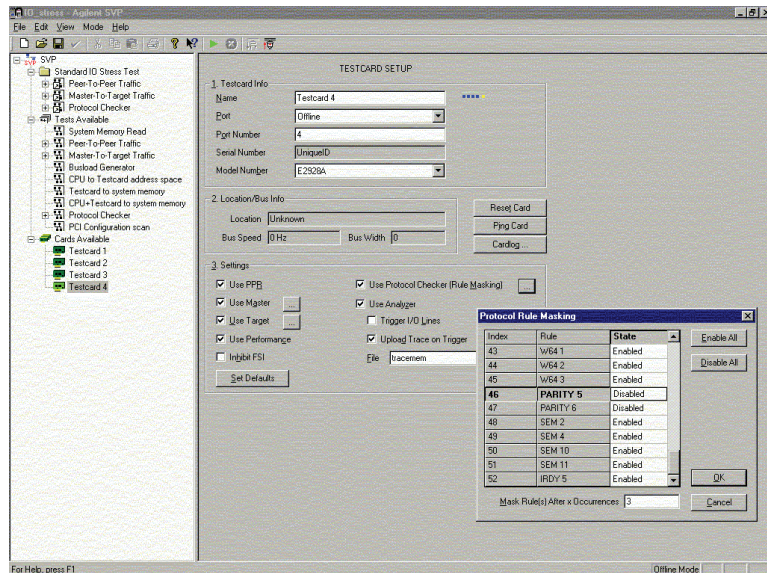 IO_stress - Agilent SVP
File Edit View Mode Help
SVP
Standard IO Stress Test
Peer-To-Peer Traffic
Master-To-Target Traffic
Protocol Checker
Tests Available
System Memory Read
Peer-To-Peer Traffic
Master-To-Target Traffic
Busload Generator
CPU to Testcard address space
Testcard to system memory
CPU+Testcard to system memory
Protocol Checker
PCI Configuration scan
Cards Available
Testcard 1
Testcard 2
Testcard 3
Testcard 4
TESTCARD SETUP
1. Testcard Info
Name Testcard 4
Port Offline
Port Number 4
Serial Number UniqueID
Model Number E2928A
2. Location/Bus Info
Location Unknown
Bus Speed 0 Hz Bus Width 0
Reset Card
Ping Card
Cardlog ...
3. Settings
Use PPR Use Protocol Checker (Rule Masking) ...
Use Master ... Use Analyzer
Use Target ... Trigger I/O Lines
Use Performance Upload Trace on Trigger
Inhibit FSI File tracemem
Set Defaults
Protocol Rule Masking
Index Rule State
43 W64 1 Enabled
44 W64 2 Enabled
45 W64 3 Enabled
46 PARITY 5 Disabled
47 PARITY 6 Disabled
48 SEM 2 Enabled
49 SEM 4 Enabled
50 SEM 10 Enabled
51 SEM 11 Enabled
52 IRDY 5 Enabled
Enable All
Disable All
OK
Mask Rule(s) After x Occurrences 3
Cancel
For Help, press F1
Offline Mode